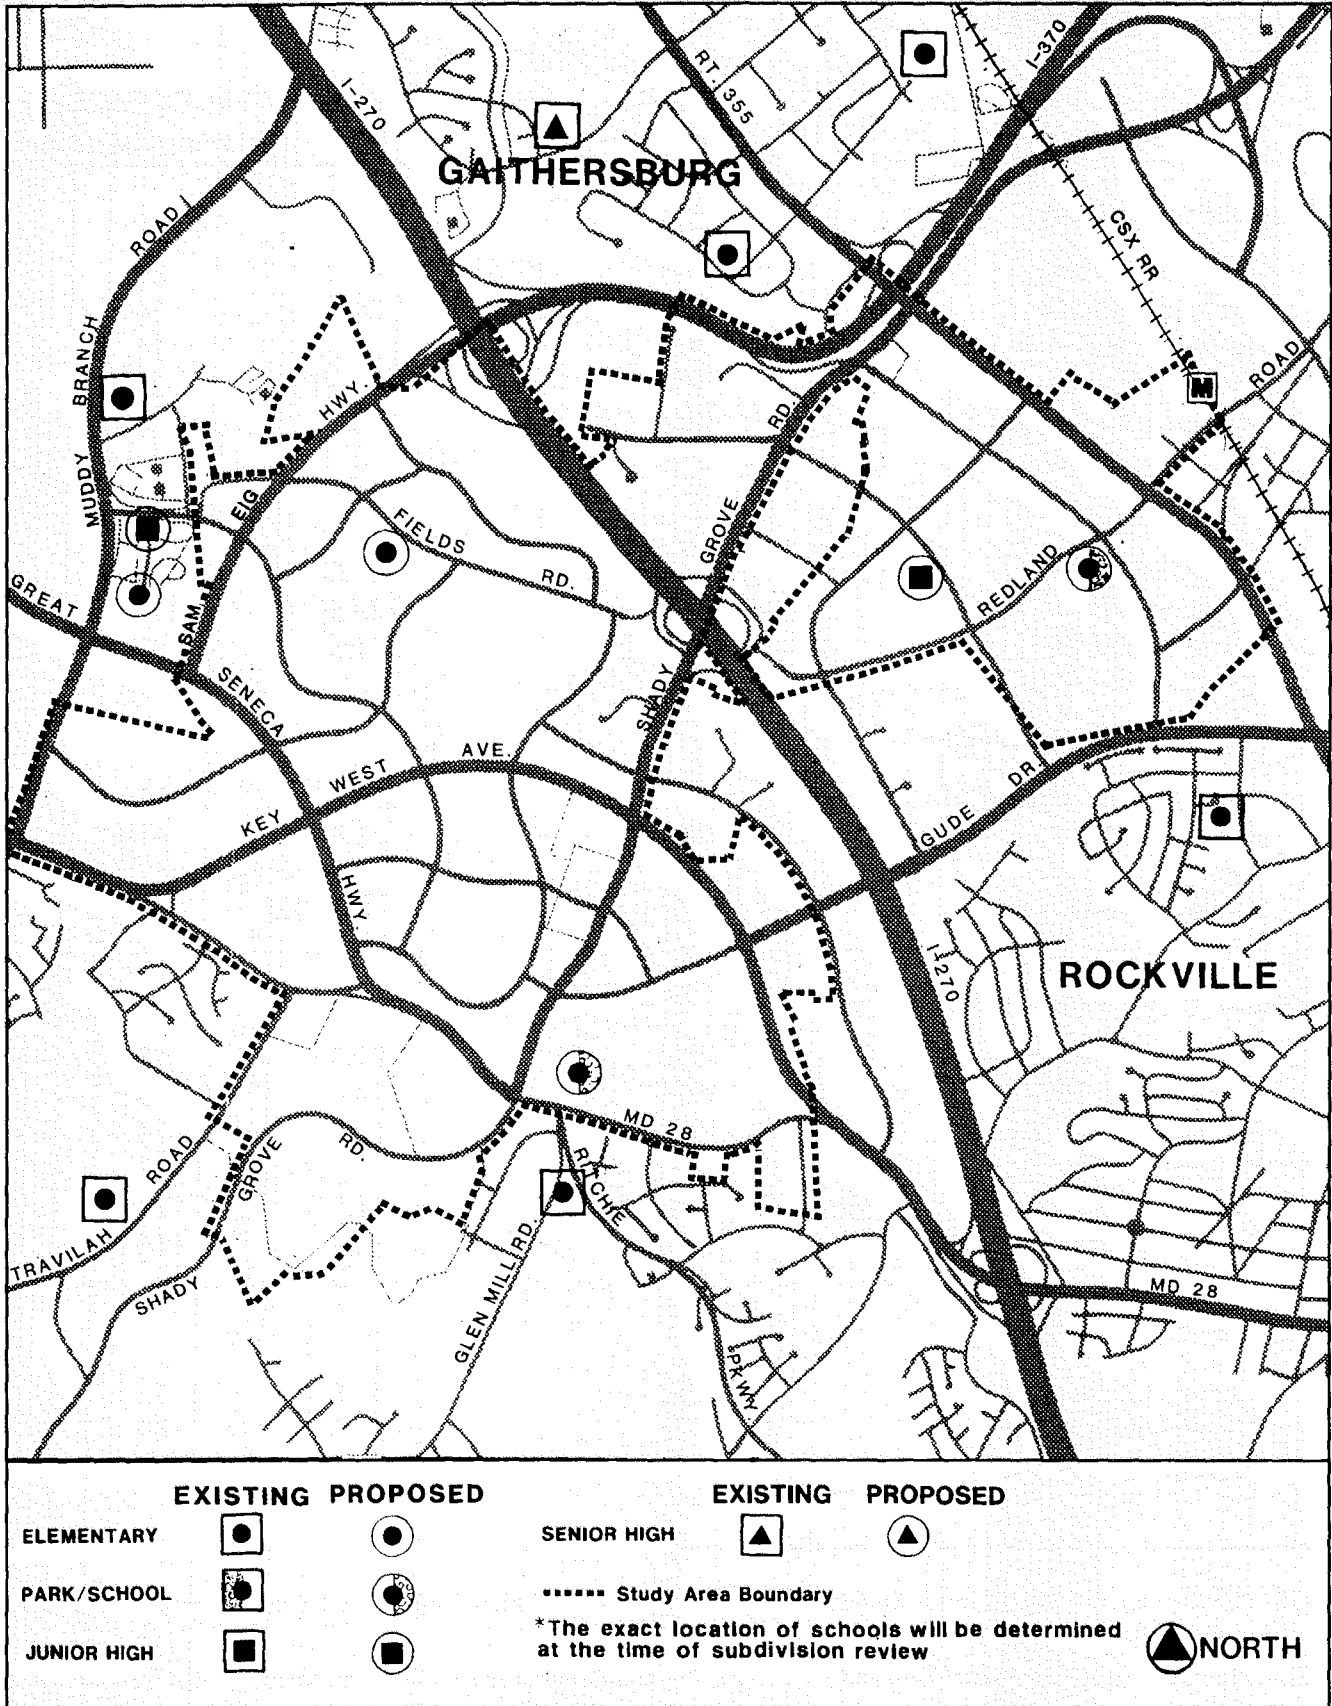 I-270
RT. 355
I-370
GAITHERSBURG
ROAD
CSX RR
BRANCH
HWY
RD.
M
ROAD
MUDDY
EIG
GROVE
FIELDS
RD.
REDLAND
GREAT
SAM
SENECA
SHADY
WEST
AVE.
KEY
DR.
GUDE
HWY
I-270
ROCKVILLE
MD 28
ROAD
GROVE
RD.
RITCHIE
TRAVILAH
SHADY
GLEN MILL RD.
MD 28
PKWY.
EXISTING PROPOSED
ELEMENTARY
PARK/SCHOOL
JUNIOR HIGH
EXISTING PROPOSED
SENIOR HIGH
Study Area Boundary
*The exact location of schools will be determined
at the time of subdivision review
NORTH